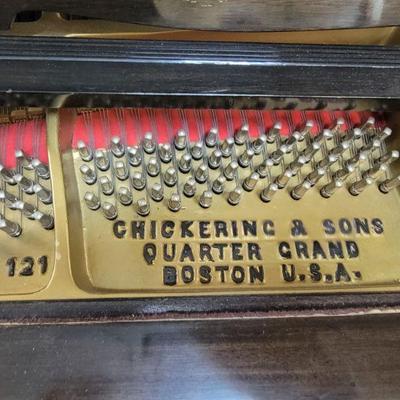 CHICKERING & SONS
QUARTER GRAND
BOSTON U.S.A.
121